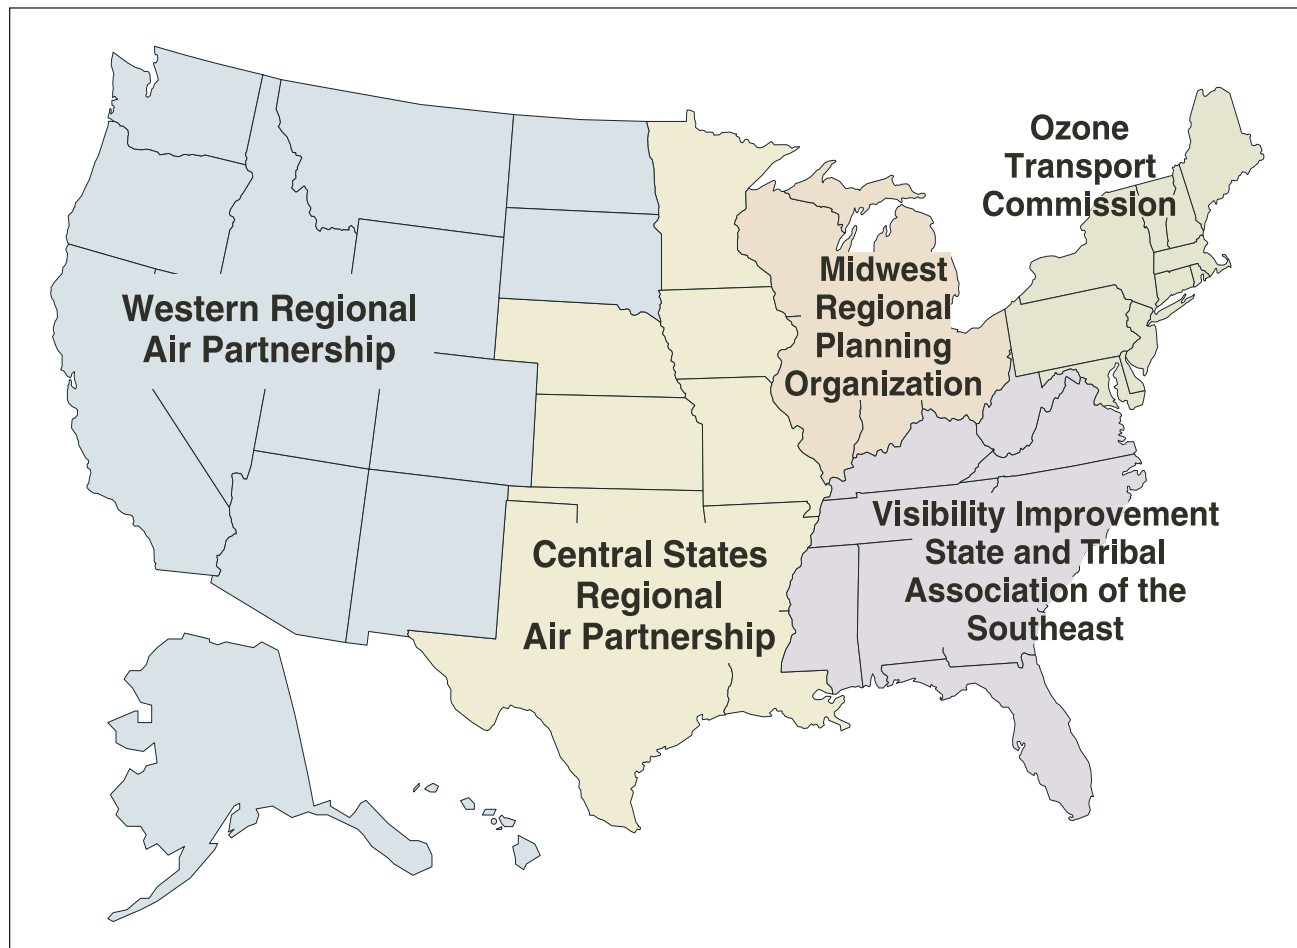 Ozone
Transport
Commission
Midwest
Regional
Planning
Organization
Western Regional
Air Partnership
Visibility Improvement
State and Tribal
Association of the
Southeast
Central States
Regional
Air Partnership